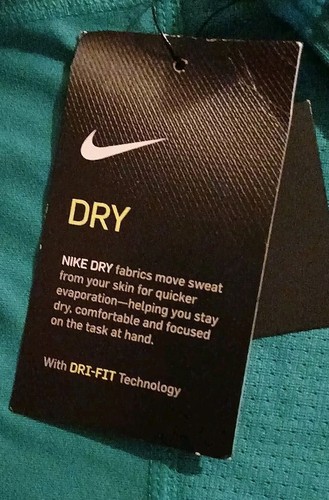 DRY
NIKE DRY fabrics move sweat
from your skin for quicker
evaporation—helping you stay
dry, comfortable and focused
on the task at hand.
With DRI-FIT Technology